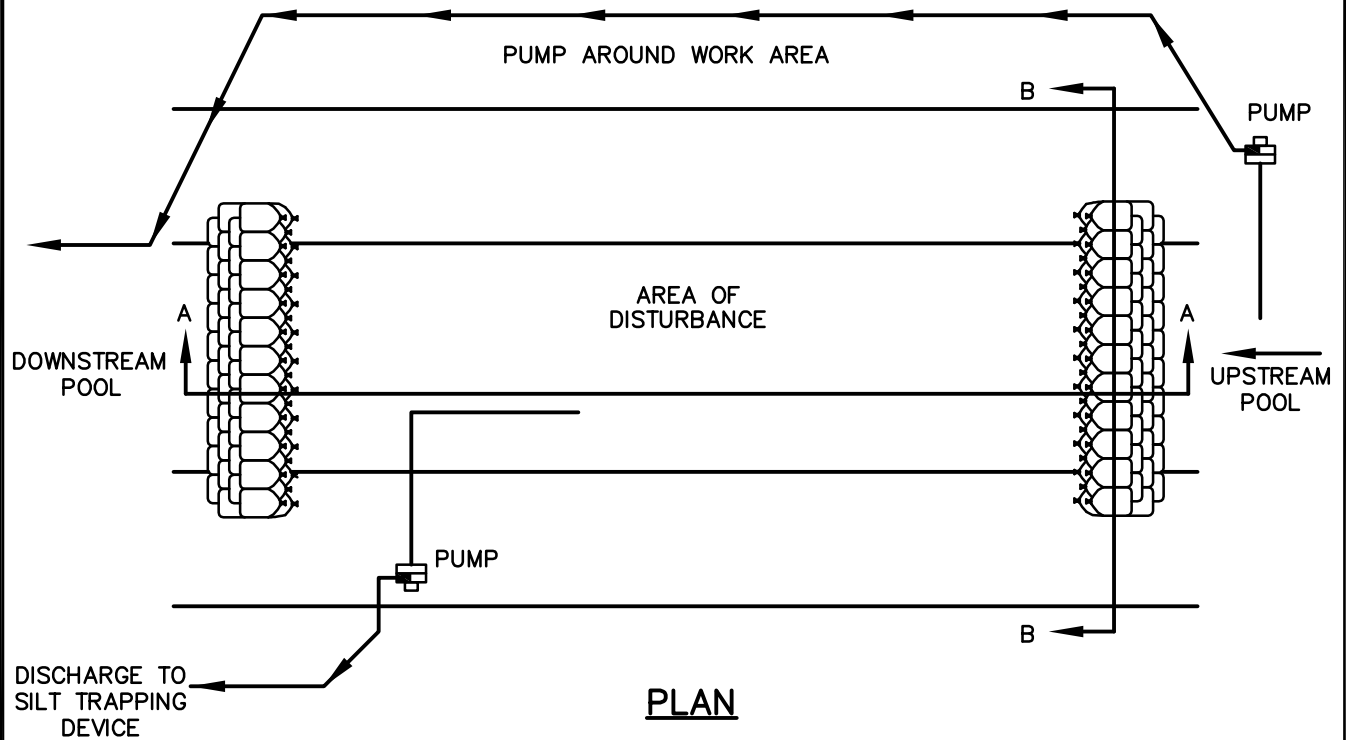 PUMP AROUND WORK AREA
B
PUMP
AREA OF
DISTURBANCE
A
A
DOWNSTREAM
POOL
UPSTREAM
POOL
PUMP
B
DISCHARGE TO
SILT TRAPPING
DEVICE
PLAN